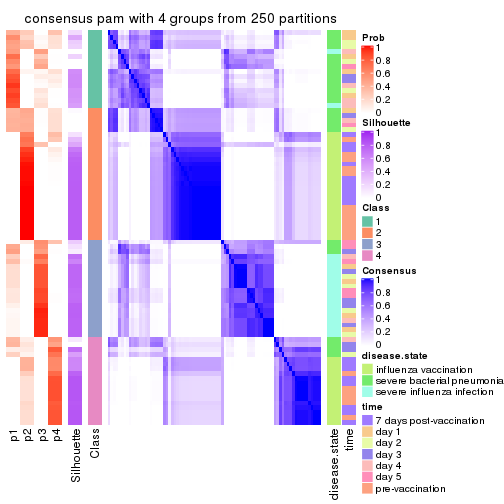 consensus pam with 4 groups from 250 partitions
Prob
1
0.8
0.6
0.4
0.2
0
Silhouette
1
0.8
0.6
0.4
0.2
0
Class
1
2
3
4
Consensus
1
0.8
0.6
0.4
0.2
0
disease.state
influenza vaccination
severe bacterial pneumonia
severe influenza infection
time
7 days post-vaccination
day 1
day 2
day 3
day 4
day 5
pre-vaccination
p1
p2
p3
p4
Silhouette
Class
disease.state
time